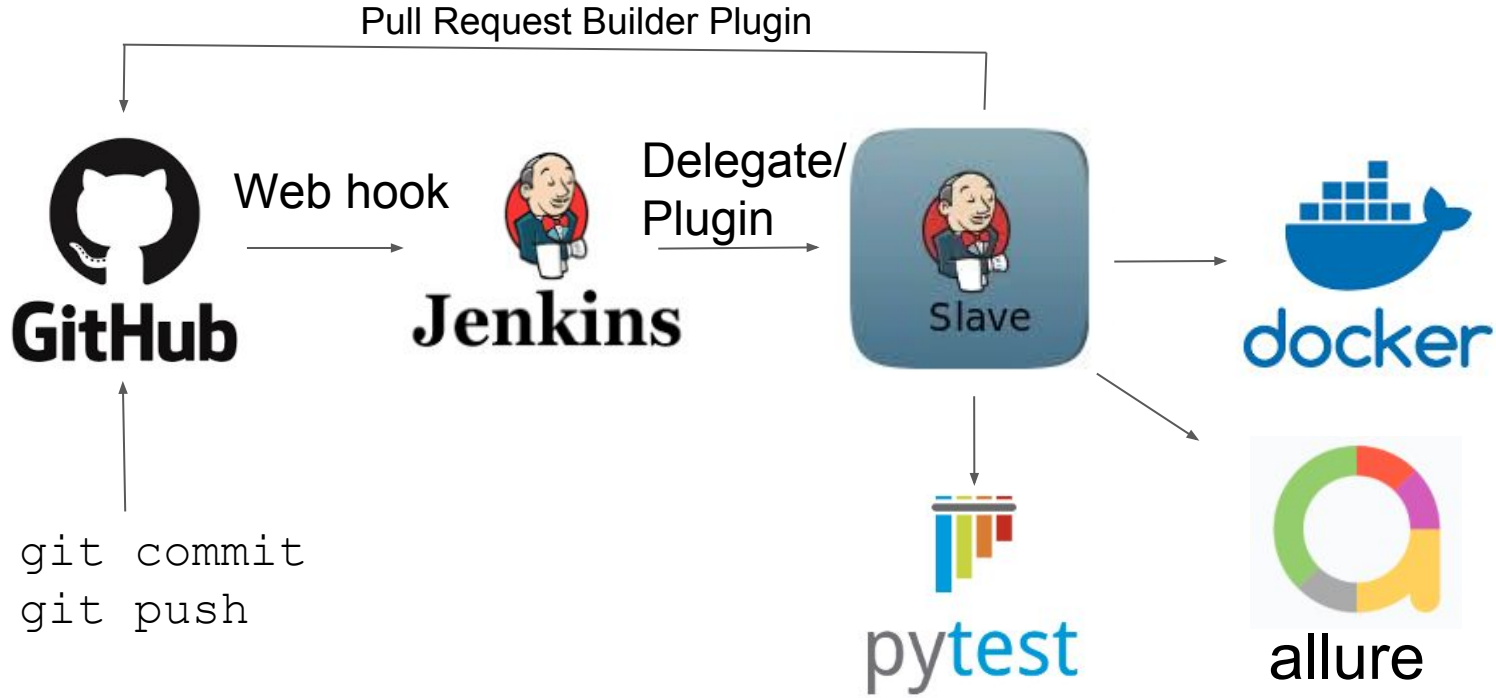 Pull Request Builder Plugin
Web hook
Delegate/
Plugin
GitHub
Jenkins
Slave
docker
git commit
git push
pytest
allure